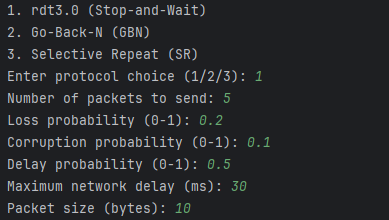 1. rdt3.0 (Stop-and-Wait)
2. Go-Back-N (GBN)
3. Selective Repeat (SR)
Enter protocol choice (1/2/3): 1
Number of packets to send: 5
Loss probability (0-1): 0.2
Corruption probability (0-1): 0.1
Delay probability (0-1): 0.5
Maximum network delay (ms): 30
Packet size (bytes): 10